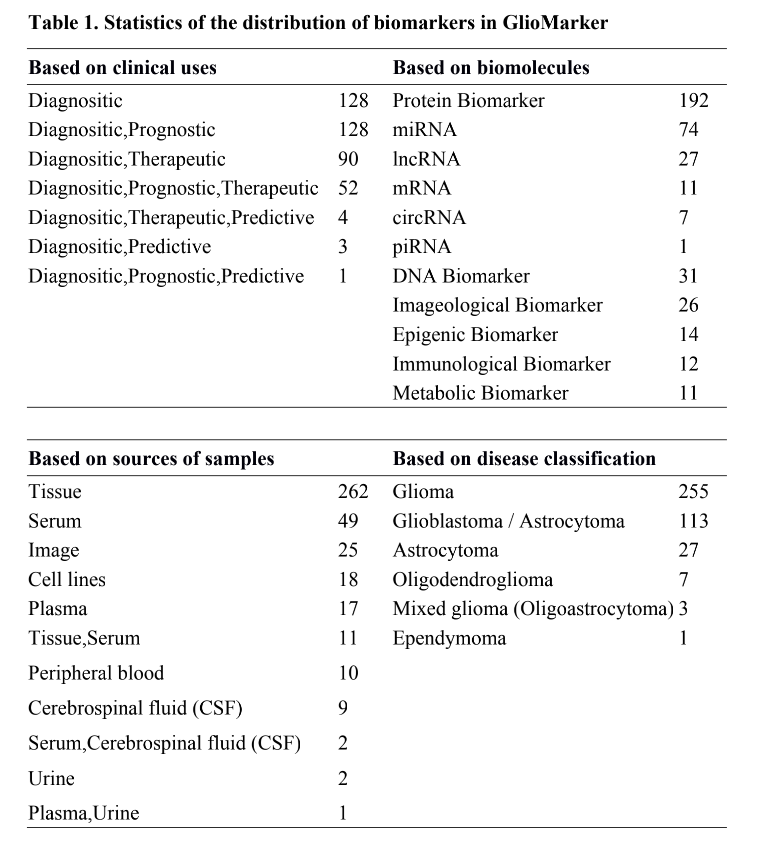 Table 1. Statistics of the distribution of biomarkers in GlioMarker
Based on clinical uses Based on biomolecules
Diagnositic 128 Protein Biomarker 192
Diagnositic,Prognostic 128 miRNA 74
Diagnositic,Therapeutic 90 lncRNA 27
Diagnositic,Prognostic,Therapeutic 52 mRNA 11
Diagnositic,Therapeutic,Predictive 4 circRNA 7
Diagnositic,Predictive 3 piRNA 1
Diagnositic,Prognostic,Predictive 1 DNA Biomarker 31
Imageological Biomarker 26
Epigenic Biomarker 14
Immunological Biomarker 12
Metabolic Biomarker 11
Based on sources of samples Based on disease classification
Tissue 262 Glioma 255
Serum 49 Glioblastoma / Astrocytoma 113
Image 25 Astrocytoma 27
Cell lines 18 Oligodendroglioma 7
Plasma 17 Mixed glioma (Oligoastrocytoma) 3
Tissue,Serum 11 Ependymoma 1
Peripheral blood 10
Cerebrospinal fluid (CSF) 9
Serum,Cerebrospinal fluid (CSF) 2
Urine 2
Plasma,Urine 1